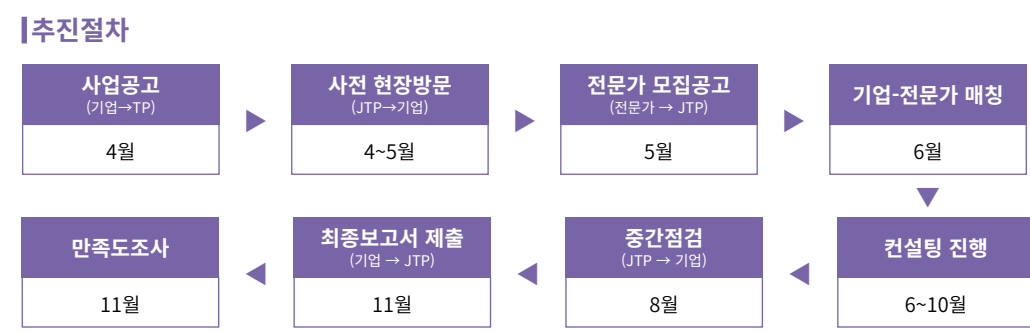 추진절차
사업공고
(기업→TP)
4월
사전 현장방문
(JTP→기업)
4~5월
전문가 모집공고
(전문가 → JTP)
5월
기업-전문가 매칭
6월
컨설팅 진행
6~10월
중간점검
(JTP → 기업)
8월
최종보고서 제출
(기업 → JTP)
11월
만족도조사
11월